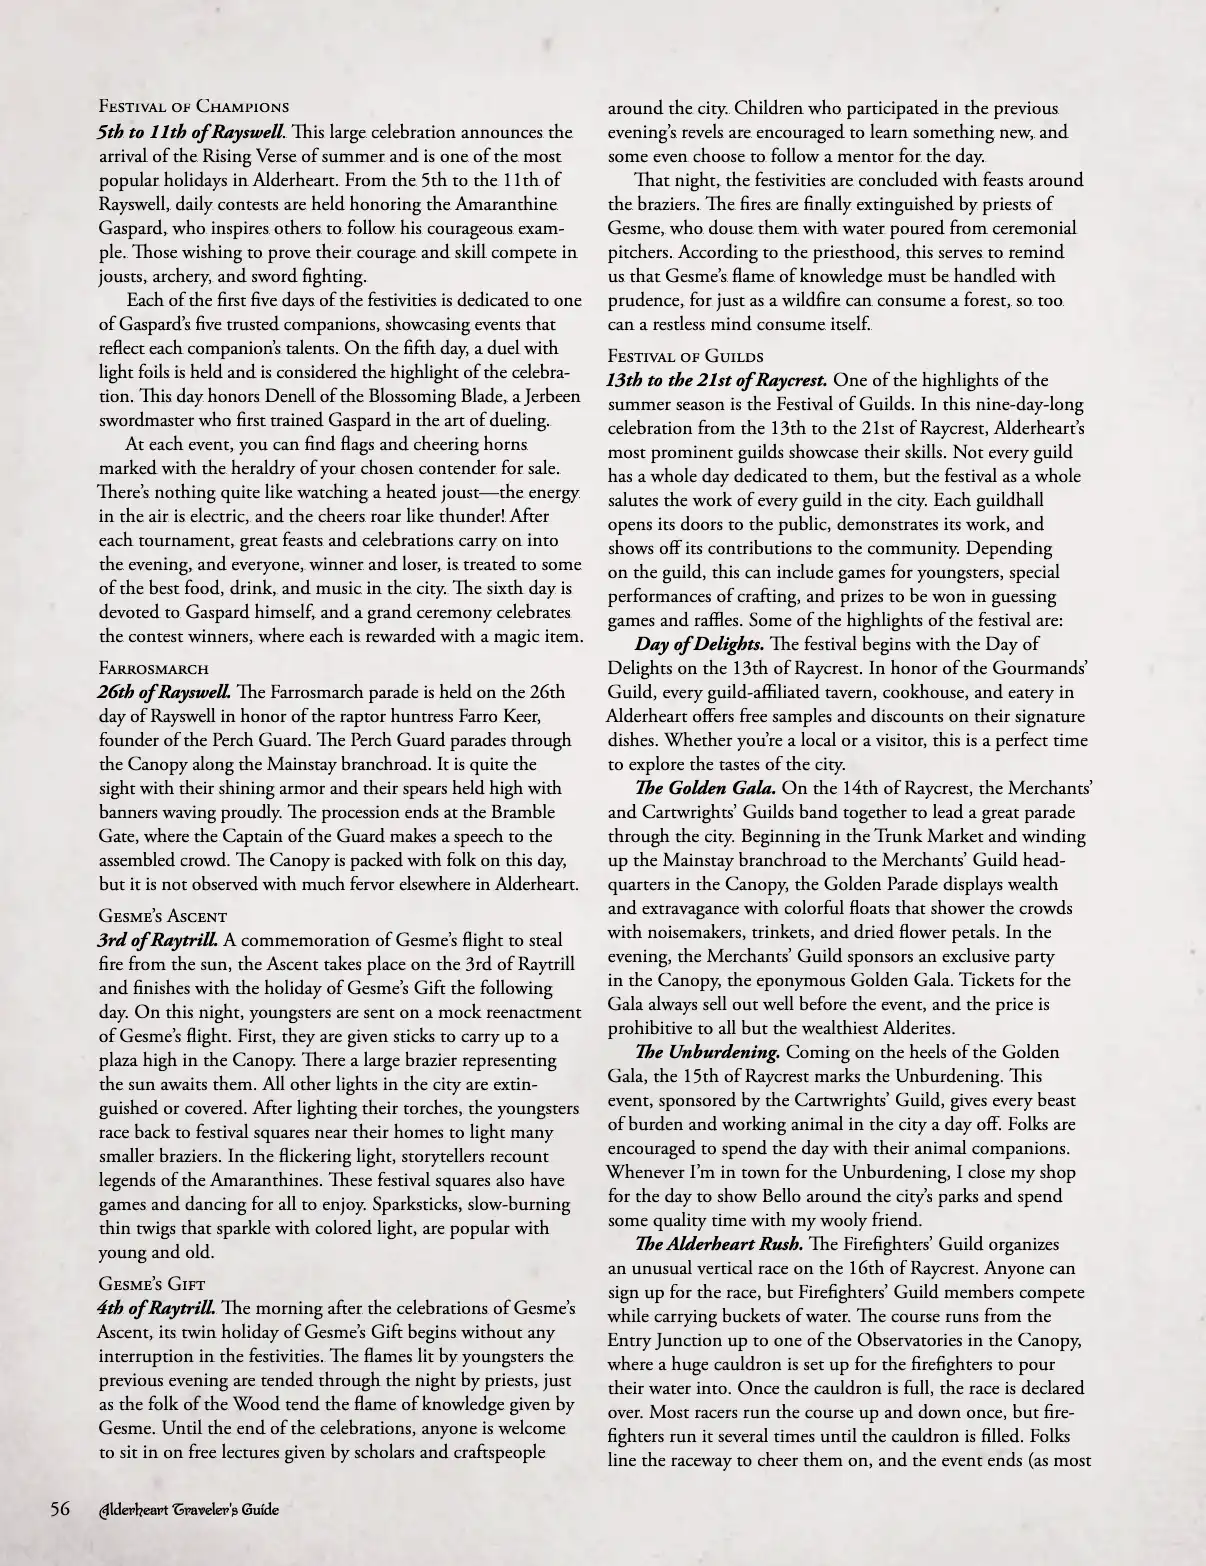 Festival of Champions
5th to 11th of Rayswell. This large celebration announces the
arrival of the Rising Verse of summer and is one of the most
popular holidays in Alderheart. From the 5th to the 11th of
Rayswell, daily contests are held honoring the Amaranthine
Gaspard, who inspires others to follow his courageous exam-
ple. Those wishing to prove their courage and skill compete in
jousts, archery, and sword fighting.
Each of the first five days of the festivities is dedicated to one
of Gaspard's five trusted companions, showcasing events that
reflect each companion's talents. On the fifth day, a duel with
light foils is held and is considered the highlight of the celebra-
tion. This day honors Denell of the Blossoming Blade, a Jerbeen
swordmaster who first trained Gaspard in the art of dueling.
At each event, you can find flags and cheering horns
marked with the heraldry of your chosen contender for sale.
There's nothing quite like watching a heated joust—the energy
in the air is electric, and the cheers roar like thunder! After
each tournament, great feasts and celebrations carry on into
the evening, and everyone, winner and loser, is treated to some
of the best food, drink, and music in the city. The sixth day is
devoted to Gaspard himself, and a grand ceremony celebrates
the contest winners, where each is rewarded with a magic item.
Farrosmarch
26th of Rayswell. The Farrosmarch parade is held on the 26th
day of Rayswell in honor of the raptor huntress Farro Keer,
founder of the Perch Guard. The Perch Guard parades through
the Canopy along the Mainstay branchroad. It is quite the
sight with their shining armor and their spears held high with
banners waving proudly. The procession ends at the Bramble
Gate, where the Captain of the Guard makes a speech to the
assembled crowd. The Canopy is packed with folk on this day,
but it is not observed with much fervor elsewhere in Alderheart.
Gesme's Ascent
3rd of Raytrill. A commemoration of Gesme's flight to steal
fire from the sun, the Ascent takes place on the 3rd of Raytrill
and finishes with the holiday of Gesme's Gift the following
day. On this night, youngsters are sent on a mock reenactment
of Gesme's flight. First, they are given sticks to carry up to a
plaza high in the Canopy. There a large brazier representing
the sun awaits them. All other lights in the city are extin-
guished or covered. After lighting their torches, the youngsters
race back to festival squares near their homes to light many
smaller braziers. In the flickering light, storytellers recount
legends of the Amaranthines. These festival squares also have
games and dancing for all to enjoy. Sparksticks, slow-burning
thin twigs that sparkle with colored light, are popular with
young and old.
Gesme's Gift
4th of Raytrill. The morning after the celebrations of Gesme's
Ascent, its twin holiday of Gesme's Gift begins without any
interruption in the festivities. The flames lit by youngsters the
previous evening are tended through the night by priests, just
as the folk of the Wood tend the flame of knowledge given by
Gesme. Until the end of the celebrations, anyone is welcome
to sit in on free lectures given by scholars and craftspeople
around the city. Children who participated in the previous
evening's revels are encouraged to learn something new, and
some even choose to follow a mentor for the day.
That night, the festivities are concluded with feasts around
the braziers. The fires are finally extinguished by priests of
Gesme, who douse them with water poured from ceremonial
pitchers. According to the priesthood, this serves to remind
us that Gesme's flame of knowledge must be handled with
prudence, for just as a wildfire can consume a forest, so too
can a restless mind consume itself.
Festival of Guilds
13th to the 21st of Raycrest. One of the highlights of the
summer season is the Festival of Guilds. In this nine-day-long
celebration from the 13th to the 21st of Raycrest, Alderheart's
most prominent guilds showcase their skills. Not every guild
has a whole day dedicated to them, but the festival as a whole
salutes the work of every guild in the city. Each guildhall
opens its doors to the public, demonstrates its work, and
shows off its contributions to the community. Depending
on the guild, this can include games for youngsters, special
performances of crafting, and prizes to be won in guessing
games and raffles. Some of the highlights of the festival are:
Day of Delights. The festival begins with the Day of
Delights on the 13th of Raycrest. In honor of the Gourmands'
Guild, every guild-affiliated tavern, cookhouse, and eatery in
Alderheart offers free samples and discounts on their signature
dishes. Whether you're a local or a visitor, this is a perfect time
to explore the tastes of the city.
The Golden Gala. On the 14th of Raycrest, the Merchants'
and Cartwrights' Guilds band together to lead a great parade
through the city. Beginning in the Trunk Market and winding
up the Mainstay branchroad to the Merchants' Guild head-
quarters in the Canopy, the Golden Parade displays wealth
and extravagance with colorful floats that shower the crowds
with noisemakers, trinkets, and dried flower petals. In the
evening, the Merchants' Guild sponsors an exclusive party
in the Canopy, the eponymous Golden Gala. Tickets for the
Gala always sell out well before the event, and the price is
prohibitive to all but the wealthiest Alderites.
The Unburdening. Coming on the heels of the Golden
Gala, the 15th of Raycrest marks the Unburdening. This
event, sponsored by the Cartwrights' Guild, gives every beast
of burden and working animal in the city a day off. Folks are
encouraged to spend the day with their animal companions.
Whenever I'm in town for the Unburdening, I close my shop
for the day to show Bello around the city's parks and spend
some quality time with my wooly friend.
The Alderheart Rush. The Firefighters' Guild organizes
an unusual vertical race on the 16th of Raycrest. Anyone can
sign up for the race, but Firefighters' Guild members compete
while carrying buckets of water. The course runs from the
Entry Junction up to one of the Observatories in the Canopy,
where a huge cauldron is set up for the firefighters to pour
their water into. Once the cauldron is full, the race is declared
over. Most racers run the course up and down once, but fire-
fighters run it several times until the cauldron is filled. Folks
line the raceway to cheer them on, and the event ends (as most
56 Alderheart Traveler's Guide